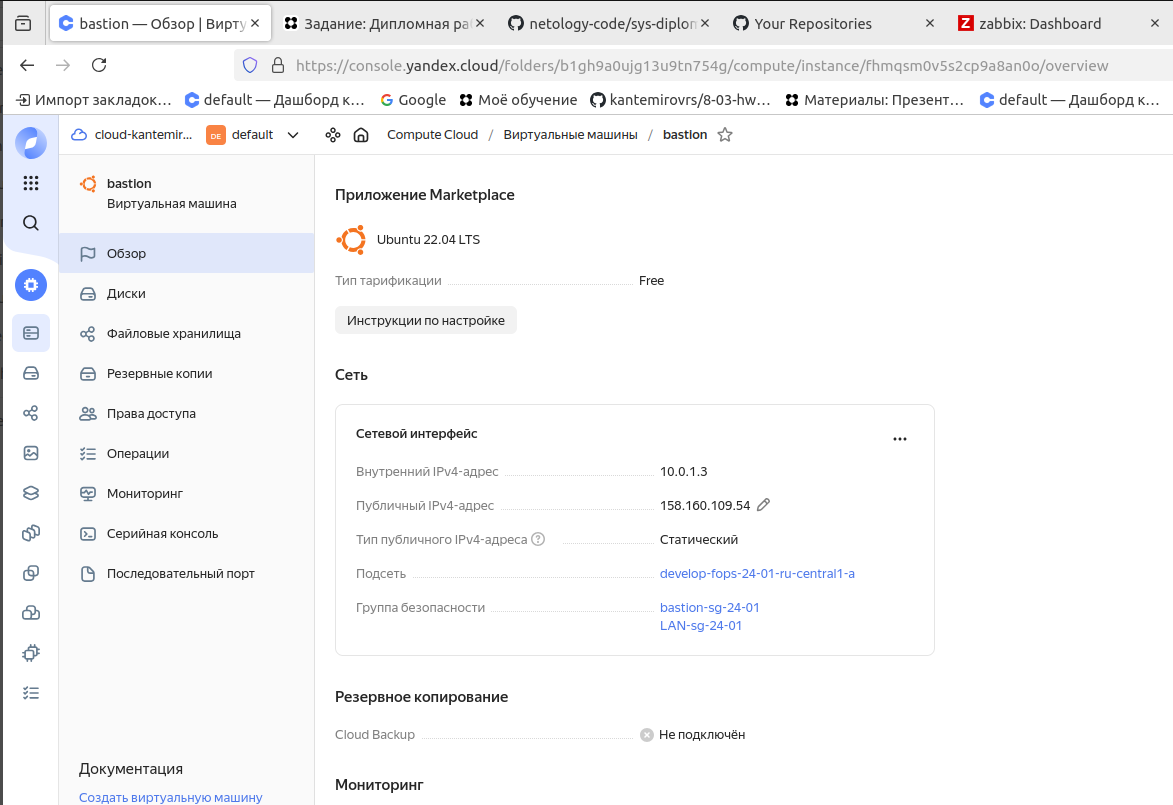 bastion — Обзор | Вирту
Задание: Дипломная ра
netology-code/sys-diplon
Your Repositories
Z zabbix: Dashboard
https://console.yandex.cloud/folders/b1gh9a0ujg13u9tn754g/compute/instance/fhmqsm0v5s2cp9a8an0o/overview
Импорт закладок…
default — Дашборд к…
Google
Моё обучение
kantemirovrs/8-03-hw…
Материалы: Презент…
default — Дашборд к…
cloud-kantemir...
DE default
Compute Cloud / Виртуальные машины / bastion
bastion
Виртуальная машина
Обзор
Диски
Файловые хранилища
Резервные копии
Права доступа
Операции
Мониторинг
Серийная консоль
Последовательный порт
Документация
Создать виртуальную машину
Приложение Marketplace
Ubuntu 22.04 LTS
Тип тарификации Free
Инструкции по настройке
Сеть
Сетевой интерфейс
Внутренний IPv4-адрес 10.0.1.3
Публичный IPv4-адрес 158.160.109.54
Тип публичного IPv4-адреса Статический
Подсеть develop-fops-24-01-ru-central1-a
Группа безопасности bastion-sg-24-01
LAN-sg-24-01
Резервное копирование
Cloud Backup Не подключён
Мониторинг